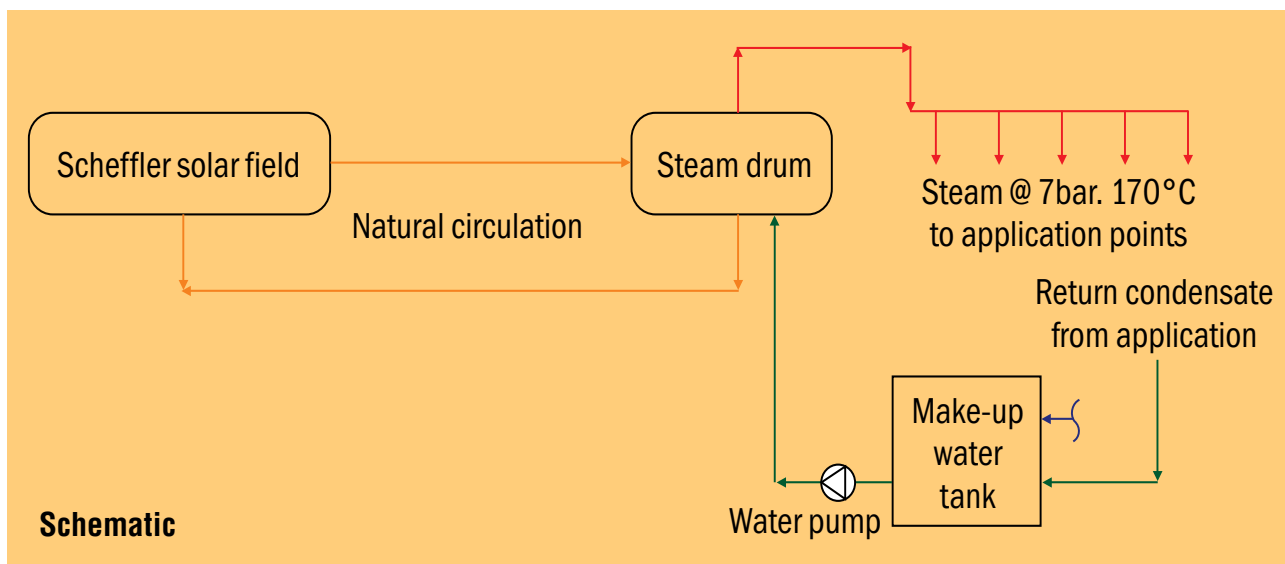 Scheffler solar field
Steam drum
Natural circulation
Steam @ 7bar. 170°C
to application points
Return condensate
from application
Make-up
water
tank
Water pump
Schematic